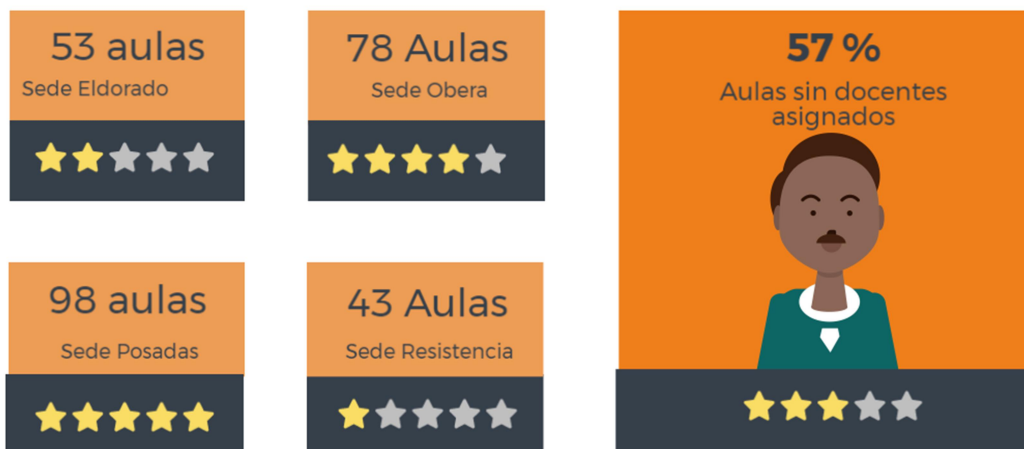 53 aulas
Sede Eldorado
78 Aulas
Sede Obera
57 %
Aulas sin docentes
asignados
98 aulas
Sede Posadas
43 Aulas
Sede Resistencia